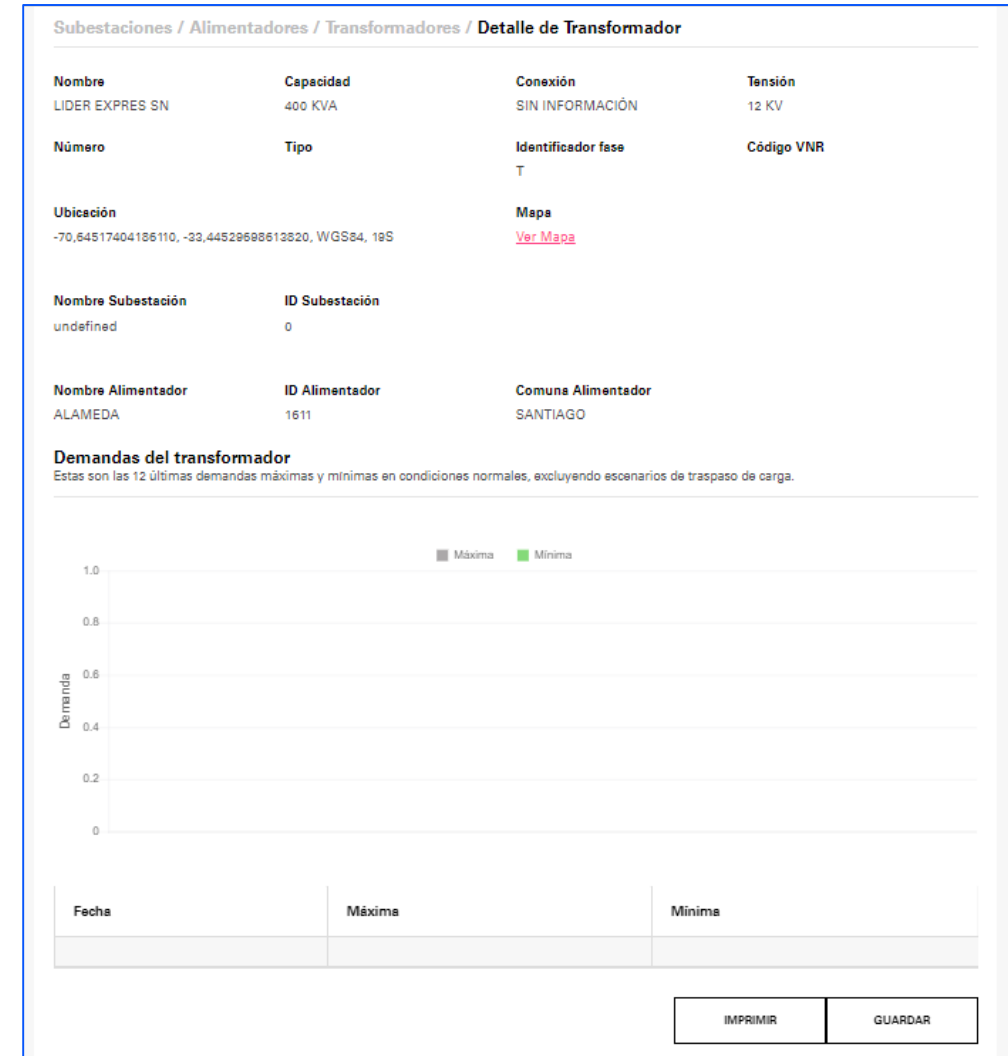 Subestaciones / Alimentadores / Transformadores / Detalle de Transformador
Nombre Capacidad Conexión Tensión
LIDER EXPRES SN 400 KVA SIN INFORMACIÓN 12 KV
Número Tipo Identificador fase Código VNR
T
Ubicación Mapa
-70,64517404186110, -33,44529698613820, WGS84, 19S Ver Mapa
Nombre Subestación ID Subestación
undefined 0
Nombre Alimentador ID Alimentador Comuna Alimentador
ALAMEDA 1611 SANTIAGO
Demandas del transformador
Estas son las 12 últimas demandas máximas y mínimas en condiciones normales, excluyendo escenarios de traspaso de carga.
Máxima Mínima
1.0
0.8
0.6
0.4
0.2
0
Demanda
Fecha Máxima Mínima
IMPRIMIR GUARDAR